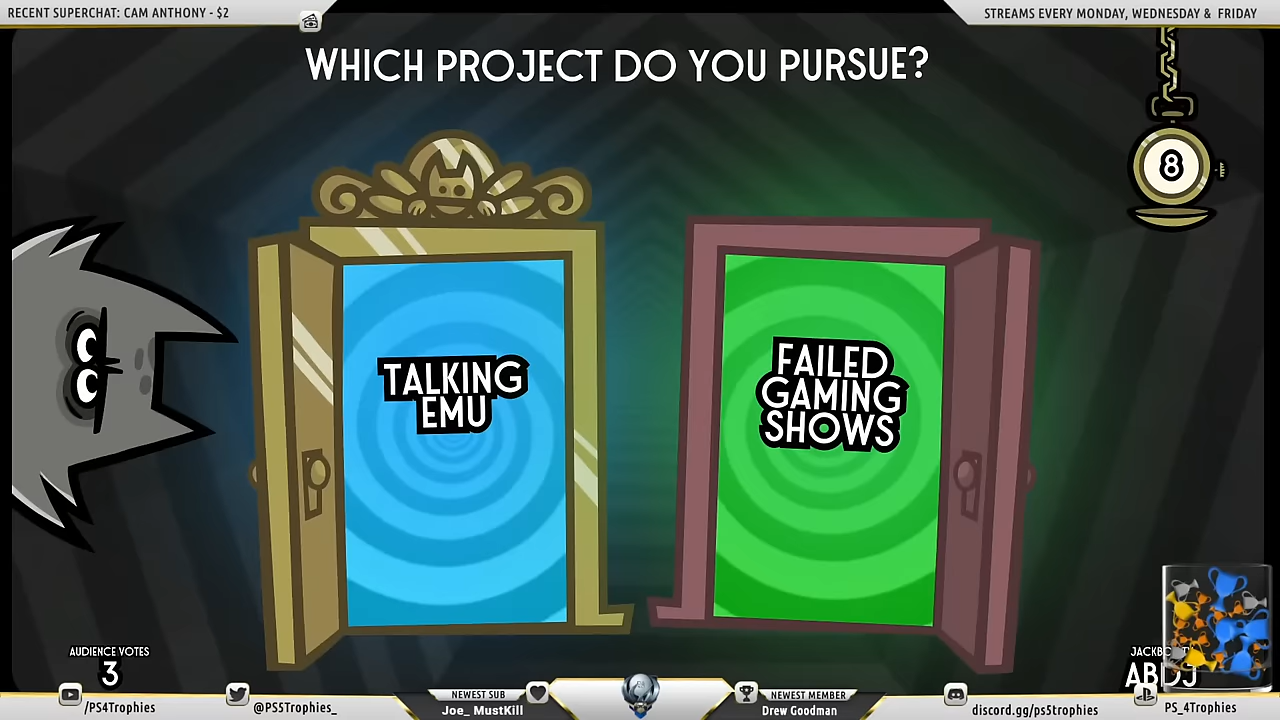 RECENT SUPERCHAT: CAM ANTHONY - $2
STREAMS EVERY MONDAY, WEDNESDAY & FRIDAY
WHICH PROJECT DO YOU PURSUE?
8
TALKING
EMU
FAILED
GAMING
SHOWS
AUDIENCE VOTES
3
ABDJ
/PS4Trophies
@PS5Trophies_
NEWEST SUB
Joe_ MustKill
NEWEST MEMBER
Drew Goodman
discord.gg/ps5trophies
PS_4Trophies